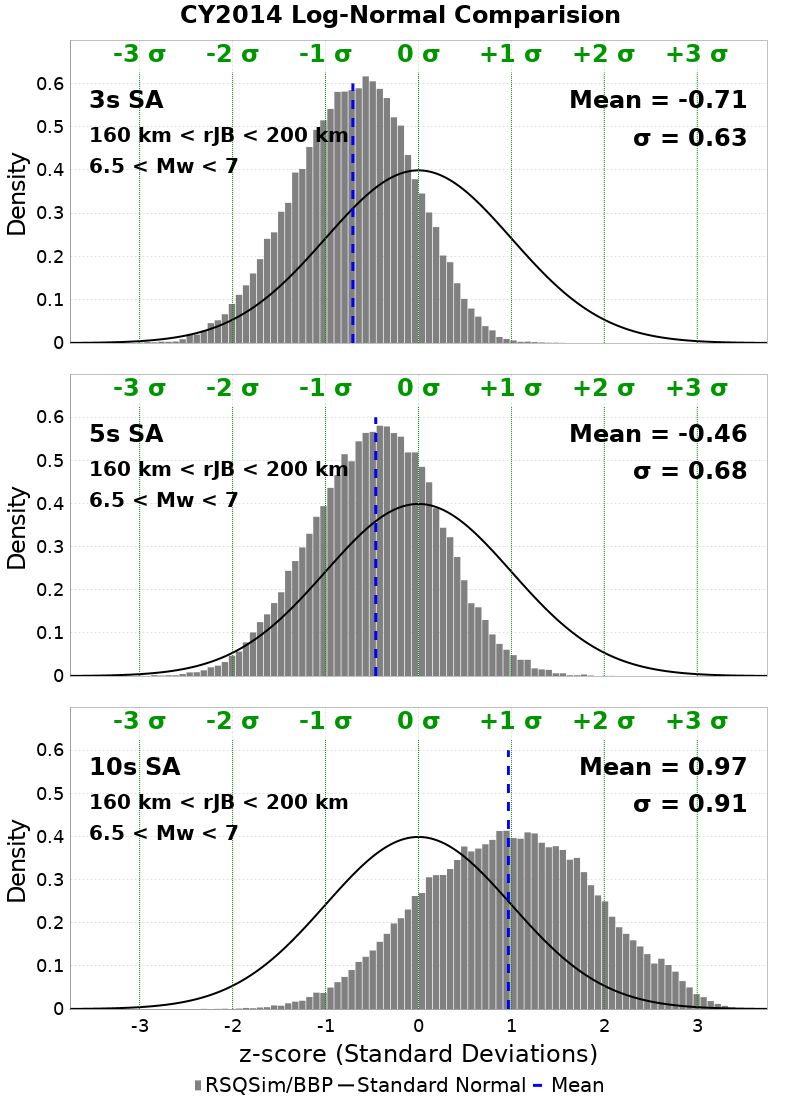 CY2014 Log-Normal Comparision
-3 σ -2 σ -1 σ 0 σ +1 σ +2 σ +3 σ
0.6
3s SA Mean = -0.71
0.5
160 km < rJB < 200 km σ = 0.63
6.5 < Mw < 7
0.4
0.3
0.2
0.1
0
Density
-3 σ -2 σ -1 σ 0 σ +1 σ +2 σ +3 σ
0.6
5s SA Mean = -0.46
0.5
160 km < rJB < 200 km σ = 0.68
6.5 < Mw < 7
0.4
0.3
0.2
0.1
0
Density
-3 σ -2 σ -1 σ 0 σ +1 σ +2 σ +3 σ
0.6
10s SA Mean = 0.97
0.5
160 km < rJB < 200 km σ = 0.91
6.5 < Mw < 7
0.4
0.3
0.2
0.1
0
Density
-3 -2 -1 0 1 2 3
z-score (Standard Deviations)
RSQSim/BBP Standard Normal Mean